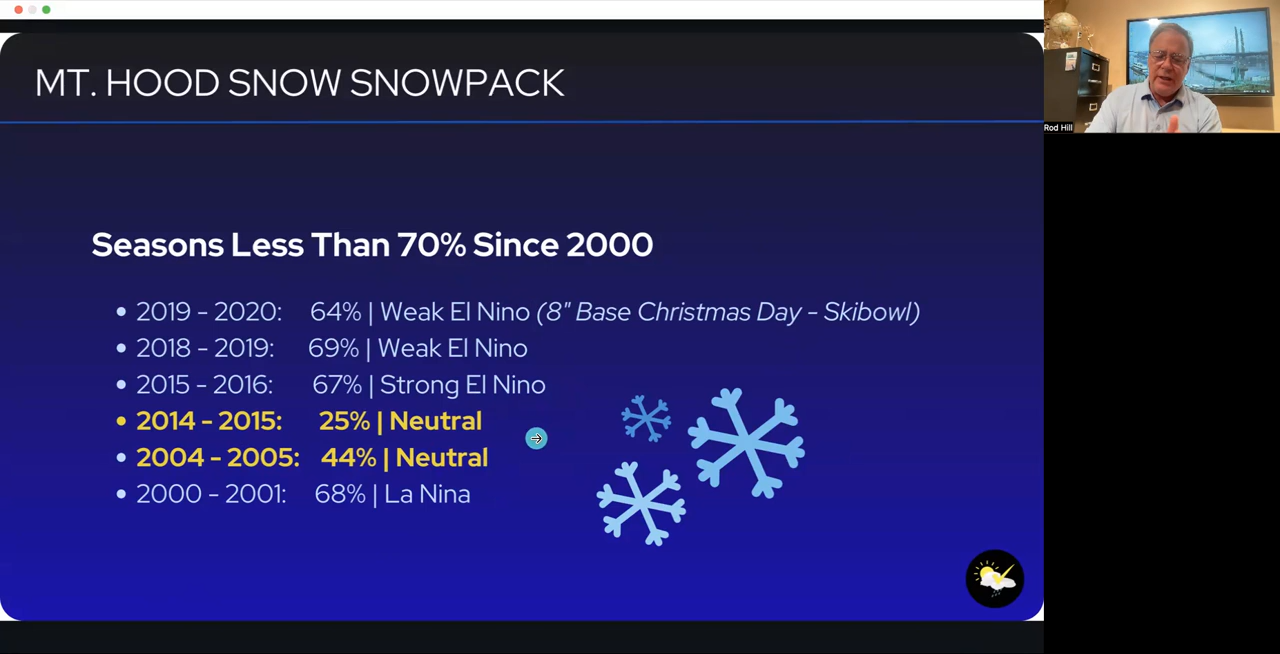 MT. HOOD SNOW SNOWPACK
Rod Hill
Seasons Less Than 70% Since 2000
• 2019 - 2020: 64% | Weak El Nino (8" Base Christmas Day - Skibowl)
• 2018 - 2019: 69% | Weak El Nino
• 2015 - 2016: 67% | Strong El Nino
• 2014 - 2015: 25% | Neutral
• 2004 - 2005: 44% | Neutral
• 2000 - 2001: 68% | La Nina